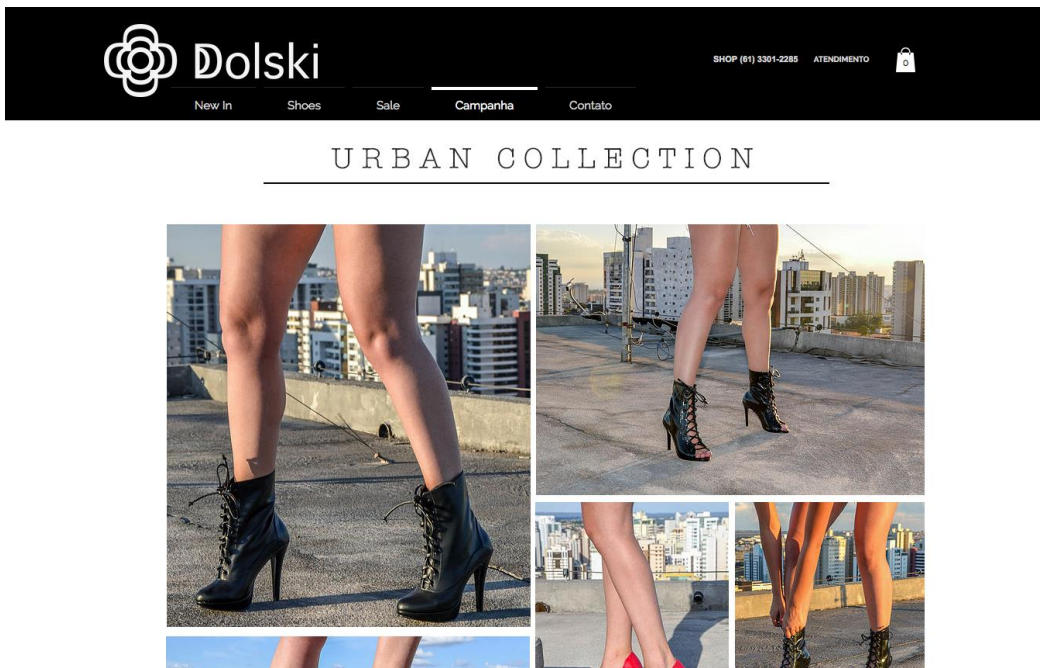 Dolski
SHOP (61) 3301-2285 ATENDIMENTO
0
New In Shoes Sale Campanha Contato
URBAN COLLECTION